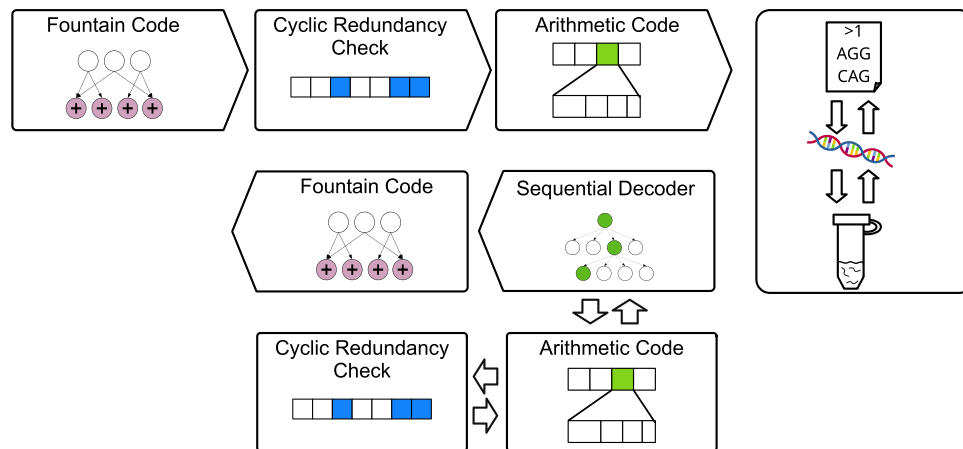 Fountain Code
+ + + +
Cyclic Redundancy
Check
Arithmetic Code
>1
AGG
CAG
Fountain Code
+ + + +
Sequential Decoder
Cyclic Redundancy
Check
Arithmetic Code